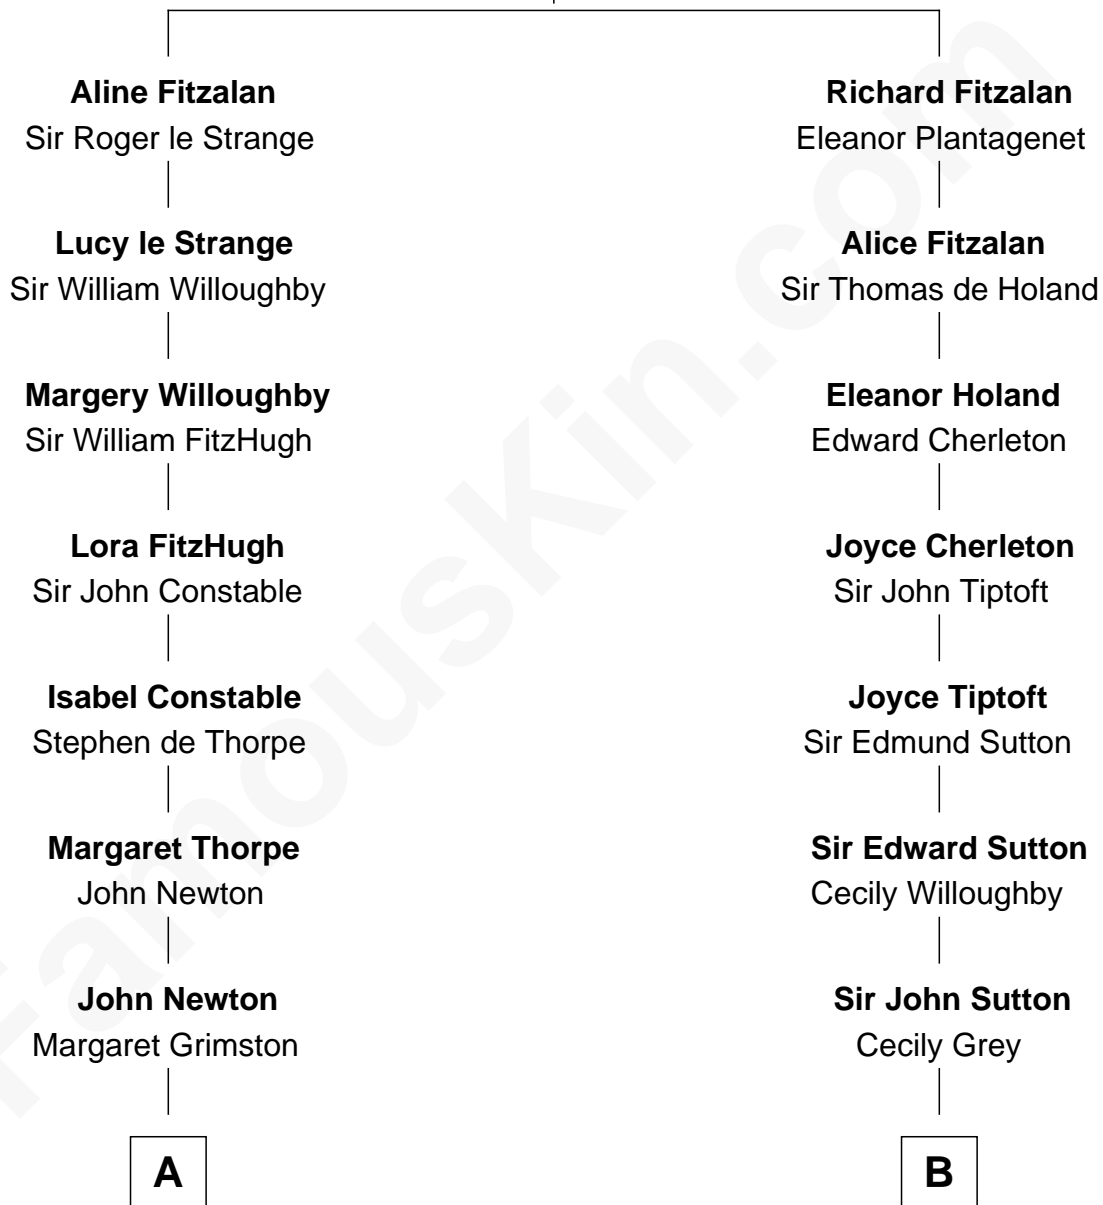 Aline Fitzalan
Sir Roger le Strange
Richard Fitzalan
Eleanor Plantagenet
Lucy le Strange
Sir William Willoughby
Alice Fitzalan
Sir Thomas de Holand
Margery Willoughby
Sir William FitzHugh
Eleanor Holand
Edward Cherleton
Lora FitzHugh
Sir John Constable
Joyce Cherleton
Sir John Tiptoft
Isabel Constable
Stephen de Thorpe
Joyce Tiptoft
Sir Edmund Sutton
Margaret Thorpe
John Newton
Sir Edward Sutton
Cecily Willoughby
John Newton
Margaret Grimston
Sir John Sutton
Cecily Grey
A
B
FamousKin.com